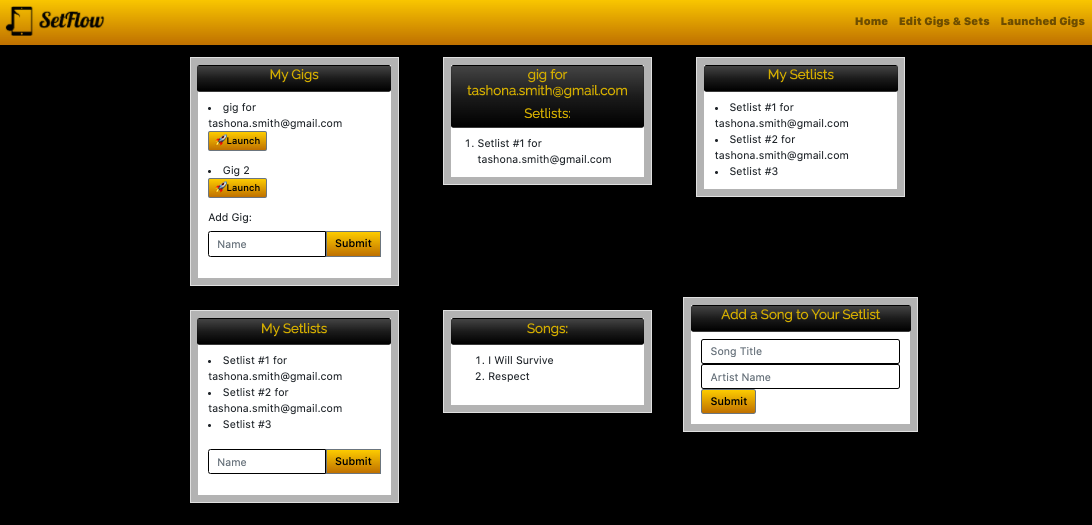 SetFlow
Home Edit Gigs & Sets Launched Gigs
My Gigs
• gig for
tashona.smith@gmail.com
🚀Launch
• Gig 2
🚀Launch
Add Gig:
Name Submit
gig for
tashona.smith@gmail.com
Setlists:
1. Setlist #1 for
tashona.smith@gmail.com
My Setlists
• Setlist #1 for
tashona.smith@gmail.com
• Setlist #2 for
tashona.smith@gmail.com
• Setlist #3
My Setlists
• Setlist #1 for
tashona.smith@gmail.com
• Setlist #2 for
tashona.smith@gmail.com
• Setlist #3
Name Submit
Songs:
1. I Will Survive
2. Respect
Add a Song to Your Setlist
Song Title
Artist Name
Submit